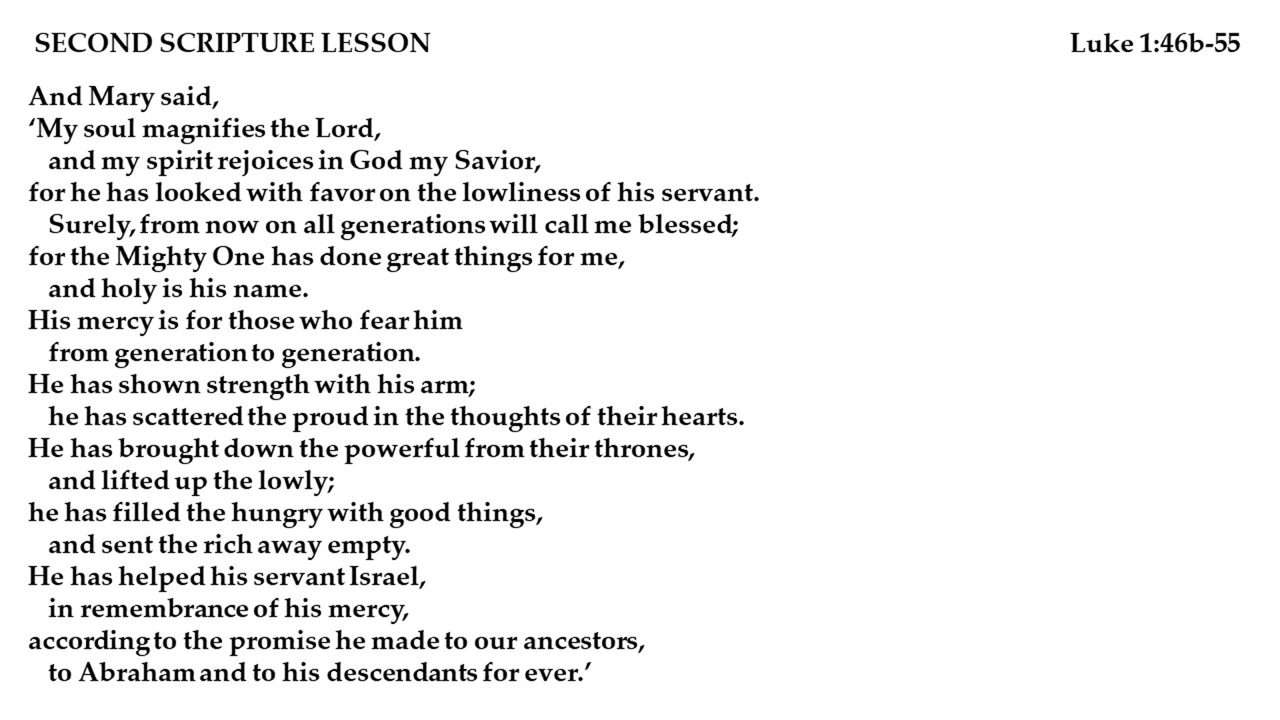 SECOND SCRIPTURE LESSON Luke 1:46b-55
And Mary said,
‘My soul magnifies the Lord,
and my spirit rejoices in God my Savior,
for he has looked with favor on the lowliness of his servant.
Surely, from now on all generations will call me blessed;
for the Mighty One has done great things for me,
and holy is his name.
His mercy is for those who fear him
from generation to generation.
He has shown strength with his arm;
he has scattered the proud in the thoughts of their hearts.
He has brought down the powerful from their thrones,
and lifted up the lowly;
he has filled the hungry with good things,
and sent the rich away empty.
He has helped his servant Israel,
in remembrance of his mercy,
according to the promise he made to our ancestors,
to Abraham and to his descendants for ever.’